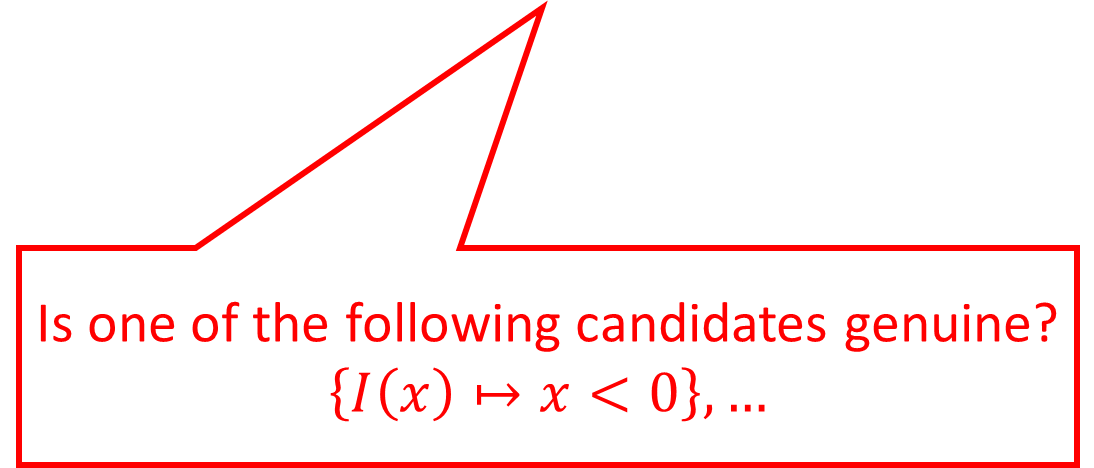 Is one of the following candidates genuine?
{I(x) ↦ x < 0}, …